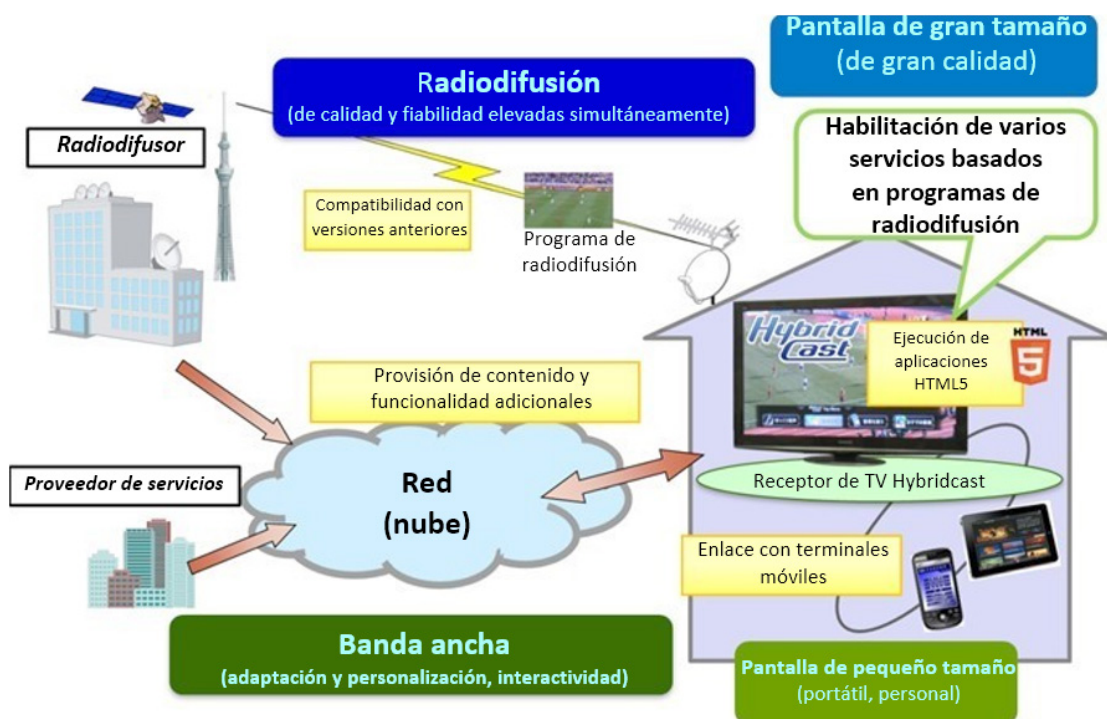 Pantalla de gran tamaño
(de gran calidad)
Radiodifusión
(de calidad y fiabilidad elevadas simultáneamente)
Radiodifusor
Habilitación de varios
servicios basados
en programas de
radiodifusión
Compatibilidad con
versiones anteriores
Programa de
radiodifusión
Hybrid
Cast
Ejecución de
aplicaciones
HTML5
HTML
5
Provisión de contenido y
funcionalidad adicionales
Proveedor de servicios
Red
(nube)
Receptor de TV Hybridcast
Enlace con terminales
móviles
Banda ancha
(adaptación y personalización, interactividad)
Pantalla de pequeño tamaño
(portátil, personal)